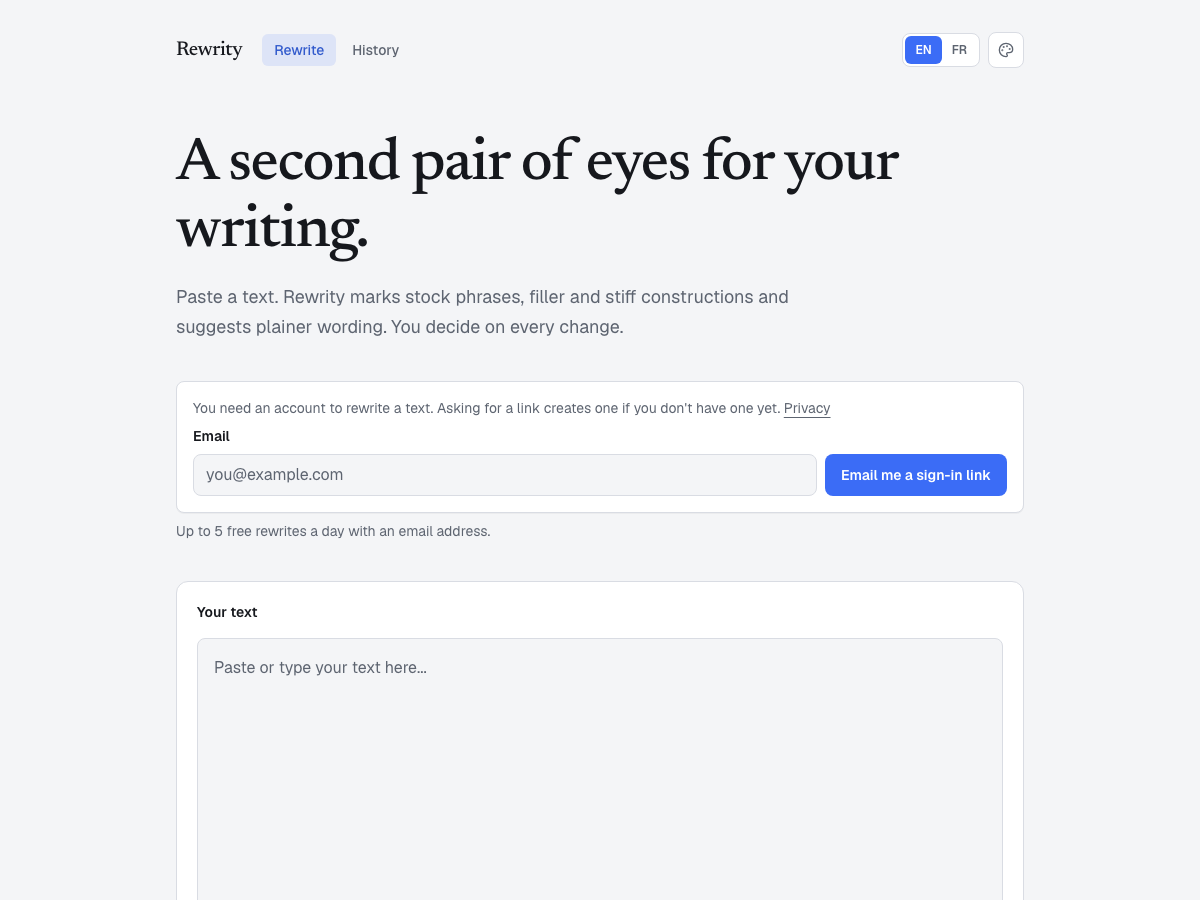 Rewrity
Rewrite
History
EN
FR
A second pair of eyes for your
writing.
Paste a text. Rewrity marks stock phrases, filler and stiff constructions and
suggests plainer wording. You decide on every change.
You need an account to rewrite a text. Asking for a link creates one if you don't have one yet. Privacy
Email
you@example.com
Email me a sign-in link
Up to 5 free rewrites a day with an email address.
Your text
Paste or type your text here...